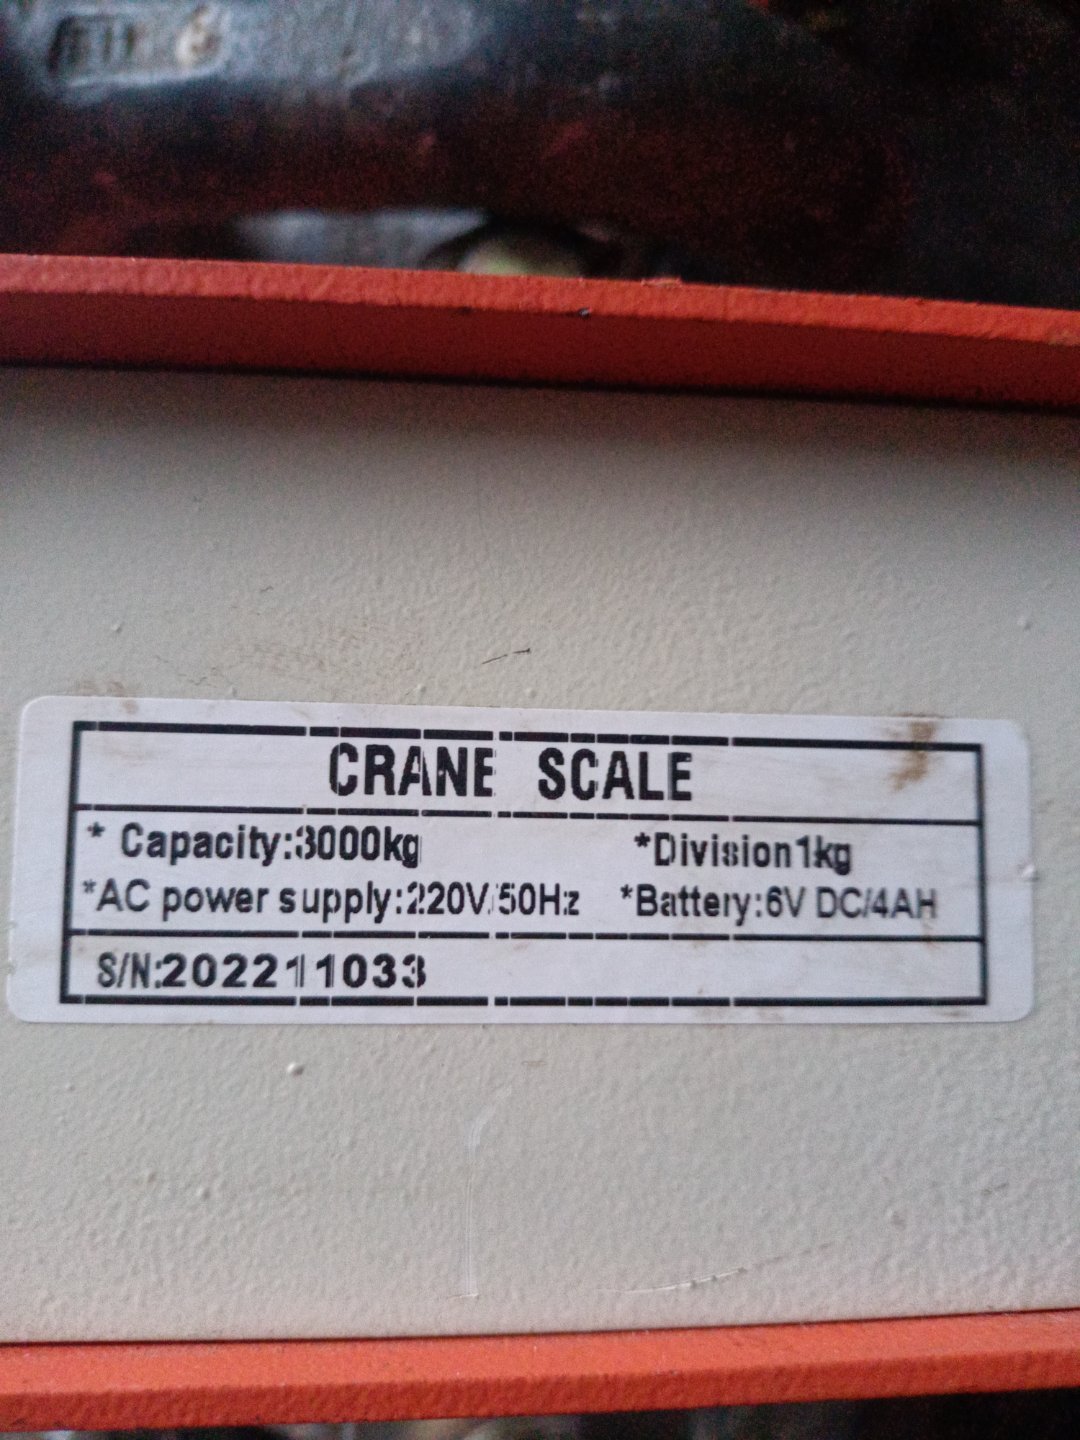 CRANE SCALE
* Capacity:3000kg *Division1kg
*AC power supply:220V/50Hz *Battery:6V DC/4AH
S/N:202211033